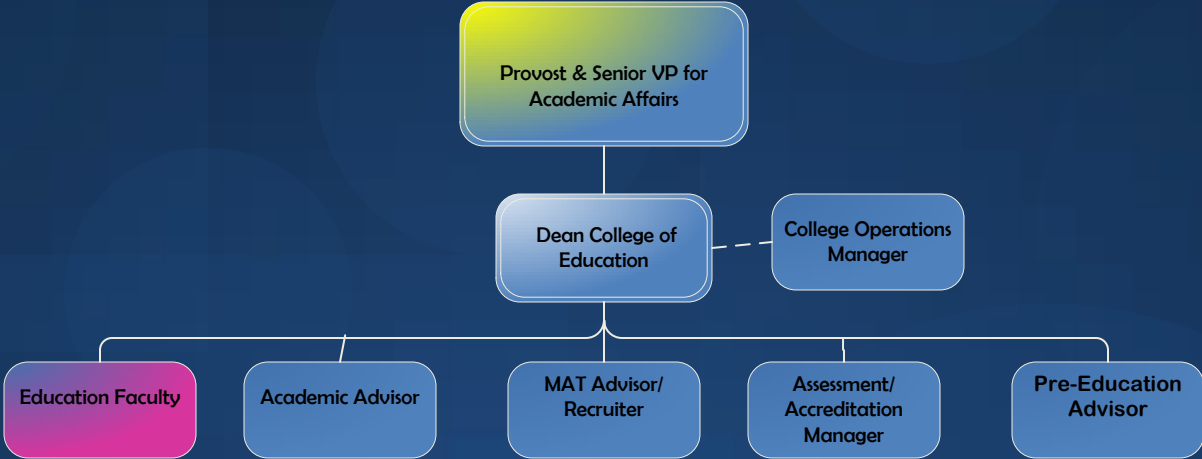 Provost & Senior VP for
Academic Affairs
Dean College of
Education
College Operations
Manager
Education Faculty
Academic Advisor
MAT Advisor/
Recruiter
Assessment/
Accreditation
Manager
Pre-Education
Advisor